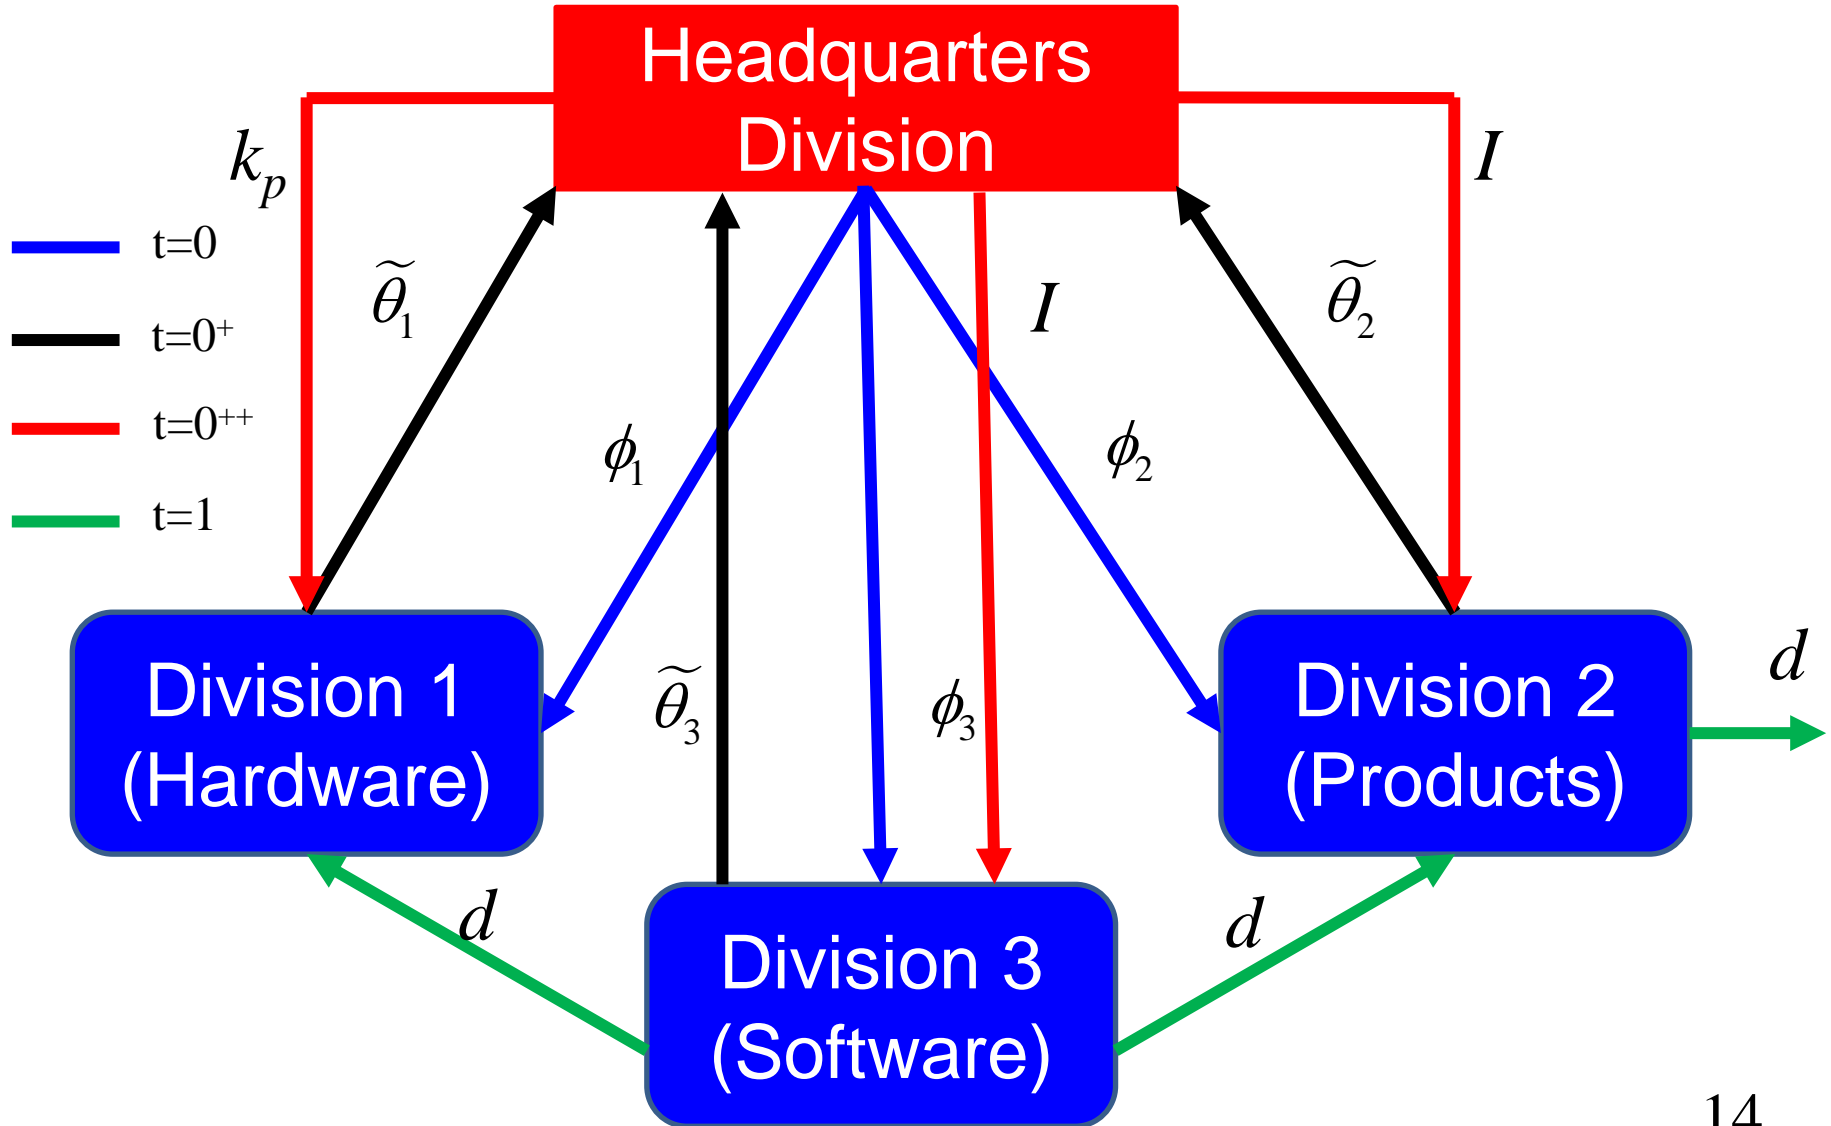 Headquarters
Division
k_p
I
t=0
t=0⁺
t=0⁺⁺
t=1
θ̃₁
I
θ̃₂
ϕ₁
ϕ₂
Division 1
(Hardware)
θ̃₃
ϕ₃
Division 2
(Products)
d
d
d
Division 3
(Software)
14